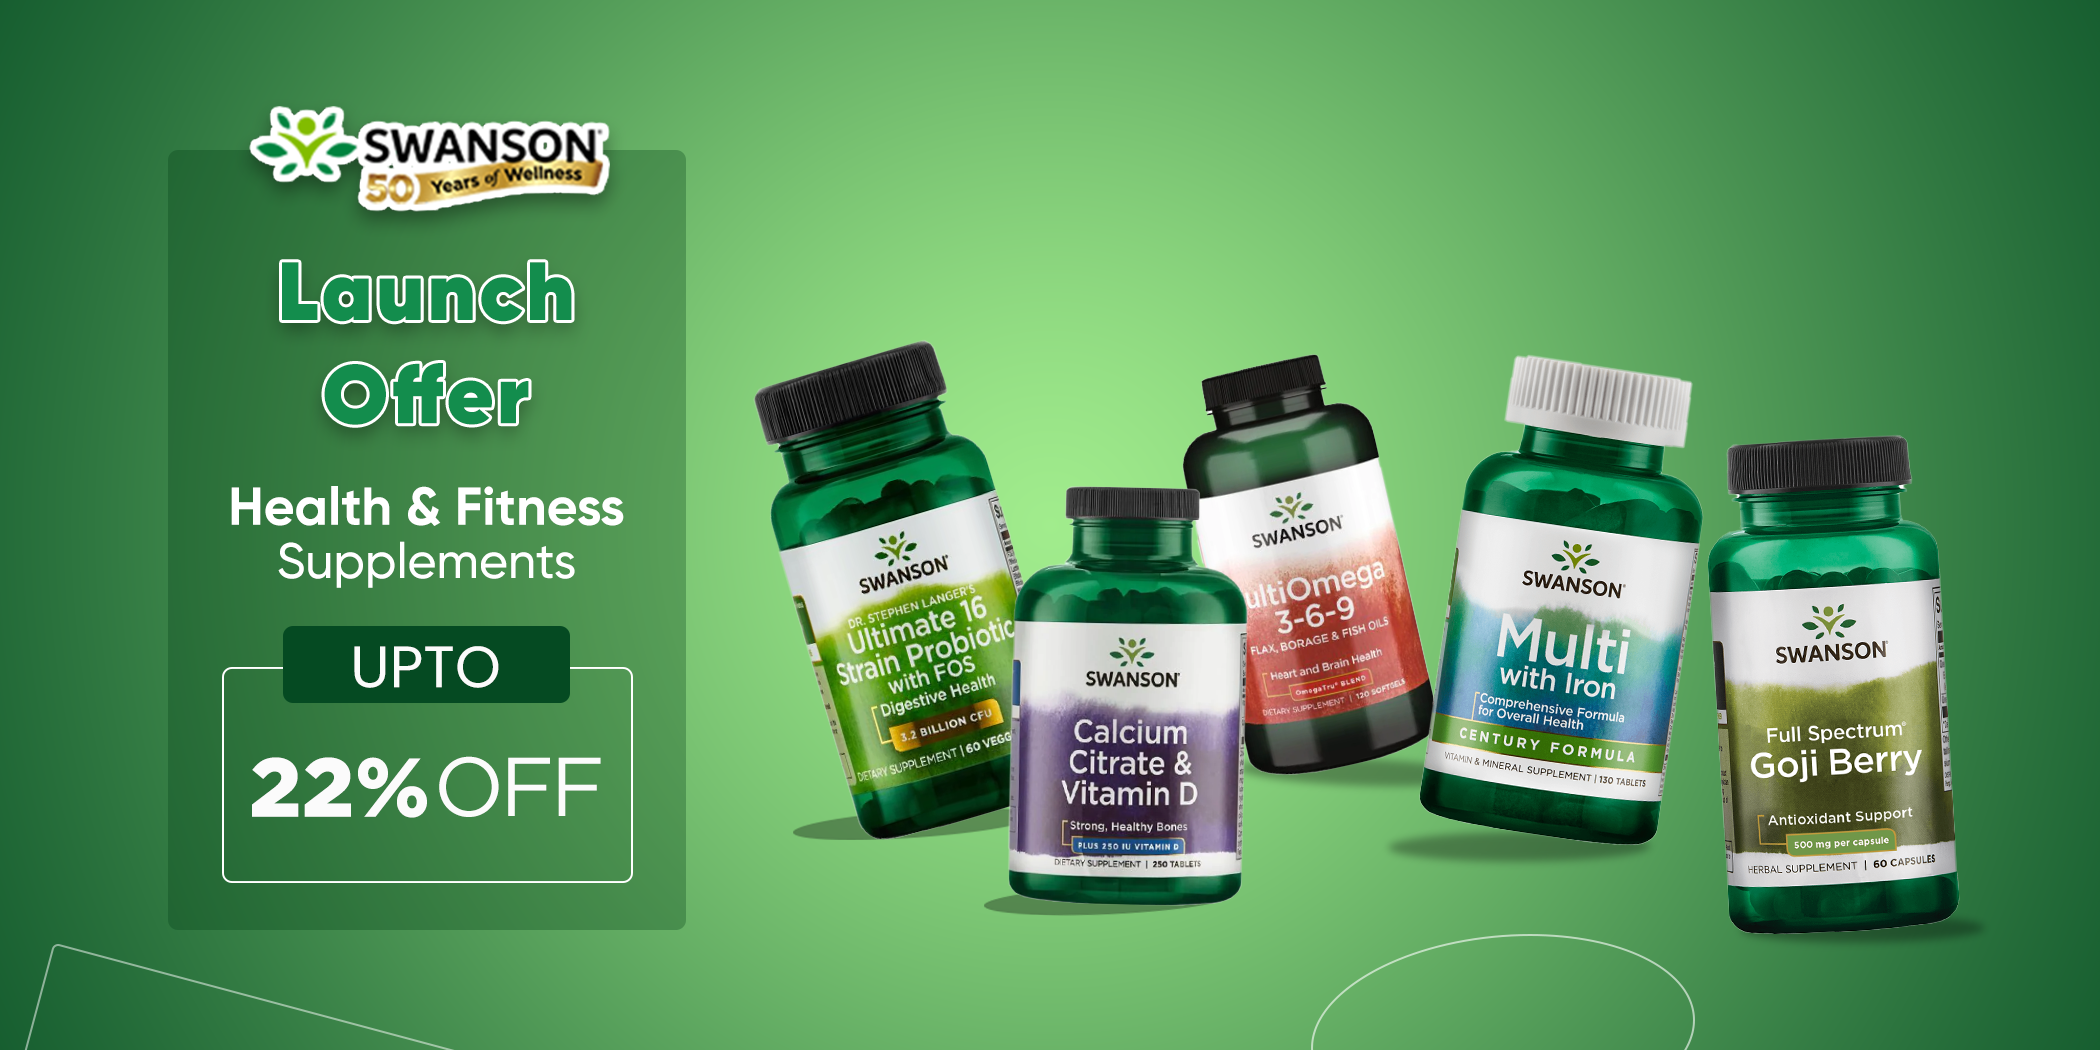 SWANSON
50 Years of Wellness
Launch
Offer
Health & Fitness
Supplements
UPTO
22% OFF
SWANSON
DR. STEPHEN LANGER'S
Ultimate 16
Strain Probiotic
with FOS
Digestive Health
3.2 BILLION CFU
DIETARY SUPPLEMENT | 60 VEGG
SWANSON
Calcium
Citrate &
Vitamin D
Strong, Healthy Bones
PLUS 250 IU VITAMIN D
DIETARY SUPPLEMENT | 250 TABLETS
SWANSON
ultiOmega
3-6-9
FLAX, BORAGE & FISH OILS
Heart and Brain Health
OmegaTru® BLEND
DIETARY SUPPLEMENT | 120 SOFTGELS
SWANSON
Multi
with Iron
Comprehensive Formula
for Overall Health
CENTURY FORMULA
VITAMIN & MINERAL SUPPLEMENT | 130 TABLETS
SWANSON
Full Spectrum®
Goji Berry
Antioxidant Support
500 mg per capsule
HERBAL SUPPLEMENT | 60 CAPSULES